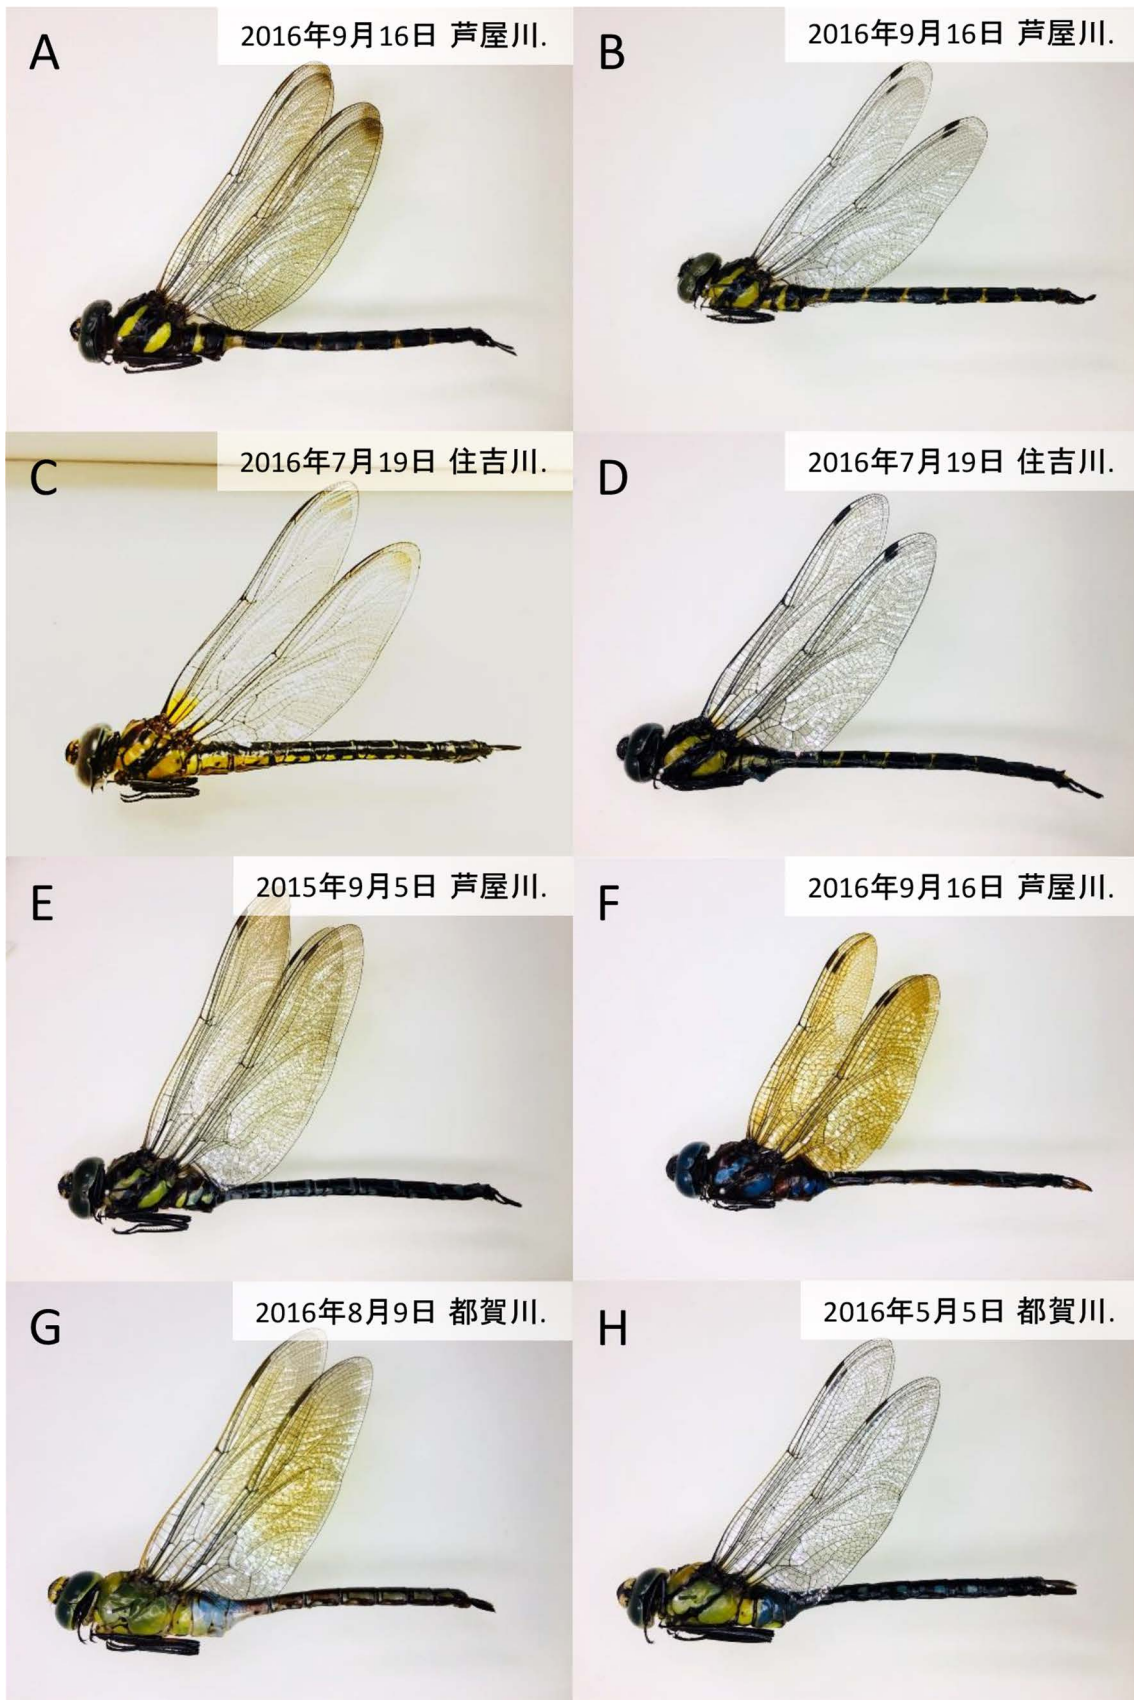 A
2016年9月16日 芦屋川.
B
2016年9月16日 芦屋川.
C
2016年7月19日 住吉川.
D
2016年7月19日 住吉川.
E
2015年9月5日 芦屋川.
F
2016年9月16日 芦屋川.
G
2016年8月9日 都賀川.
H
2016年5月5日 都賀川.